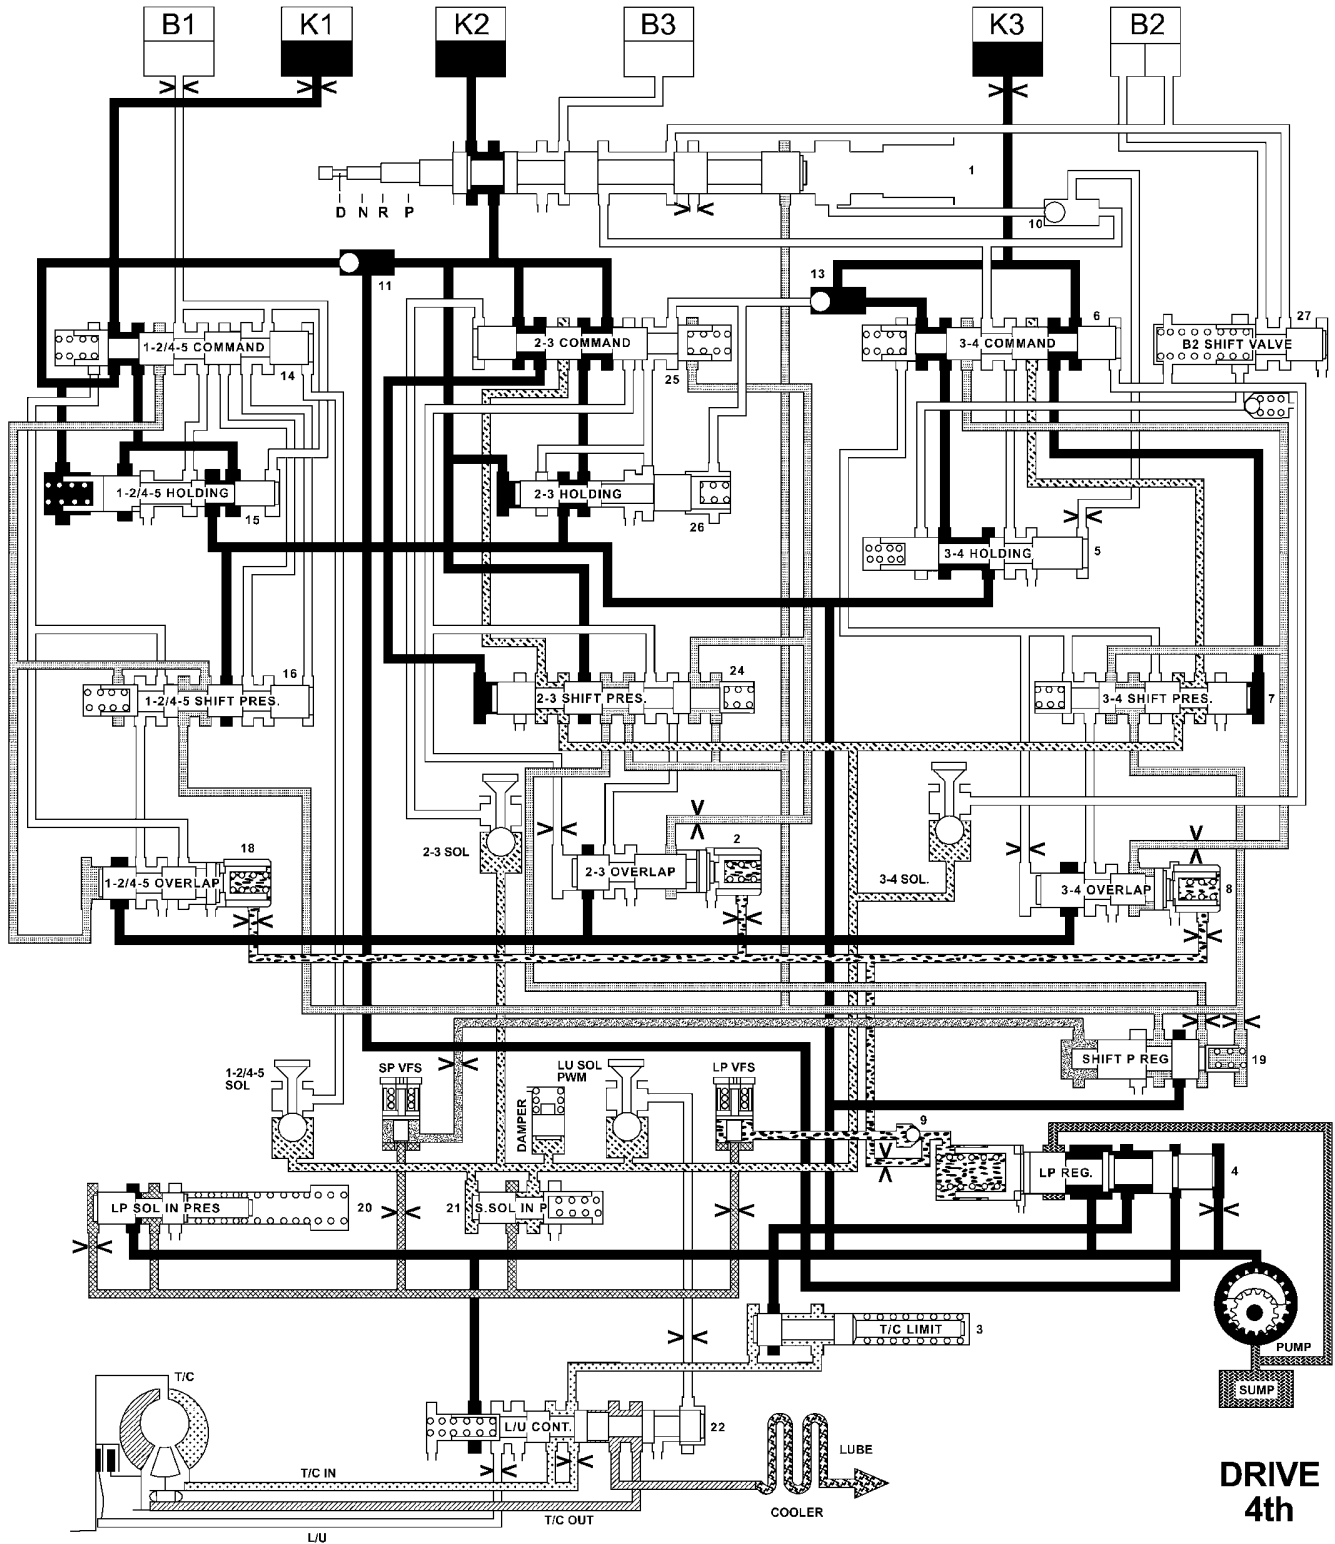 B1 K1 K2 B3 K3 B2
1
D N R P
10
11
13
6
27
1-2/4-5 COMMAND
2-3 COMMAND
3-4 COMMAND
B2 SHIFT VALVE
14
25
1-2/4-5 HOLDING
2-3 HOLDING
15
26
3-4 HOLDING
5
16
24
1-2/4-5 SHIFT PRES.
2-3 SHIFT PRES.
3-4 SHIFT PRES.
7
18
2-3 SOL
2
3-4 SOL.
1-2/4-5 OVERLAP
2-3 OVERLAP
3-4 OVERLAP
8
SHIFT P REG
19
1-2/4-5
SOL
SP VFS
LU SOL
PWM
LP VFS
DAMPER
9
LP REG.
4
LP SOL IN PRES
20
21
S.SOL IN P
T/C LIMIT
3
PUMP
SUMP
T/C
L/U CONT.
22
LUBE
T/C IN
COOLER
T/C OUT
L/U
DRIVE
4th